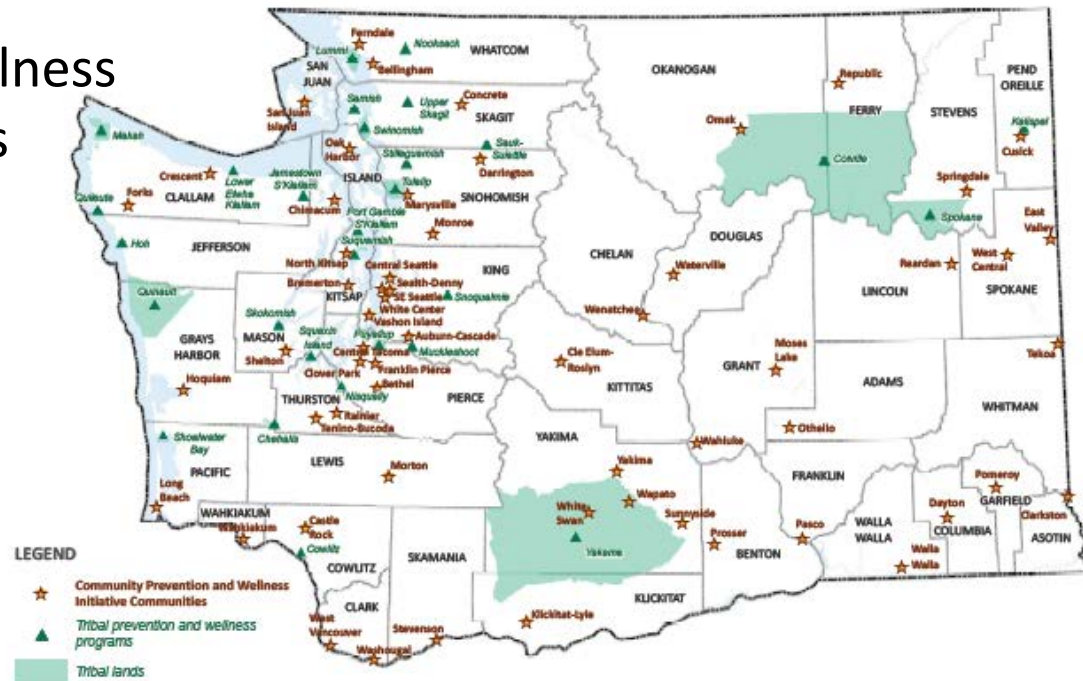 lness
s
Ferndale
Nooksack
WHATCOM
Lummi
Bellingham
SAN
JUAN
San Juan
Island
Samish
Upper
Skagit
Concrete
SKAGIT
Swinomish
Oak
Harbor
ISLAND
Stillaguamish
Sauk-
Suiattle
Darrington
Tulalip
Marysville
SNOHOMISH
Monroe
Makah
Crescent
Lower
Elwha
Klallam
Jamestown
S'Klallam
Chimacum
Quileute
Forks
CLALLAM
Port Gamble
S'Klallam
Suquamish
Hoh
JEFFERSON
North Kitsap
Bremerton
KITSAP
Central Seattle
Sealth-Denny
SE Seattle
White Center
Vashon Island
KING
Snoqualmie
Quinault
Skokomish
MASON
Shelton
Squaxin
Island
Puyallup
Auburn-Cascade
Muckleshoot
Central Tacoma
Clover Park
Franklin Pierce
Bethel
GRAYS
HARBOR
Hoquiam
THURSTON
Nisqually
PIERCE
Rainier
Tenino-Bucoda
Chehalis
Shoalwater
Bay
PACIFIC
Long
Beach
LEWIS
Morton
WAHKIAKUM
Wahkiakum
Castle
Rock
Cowlitz
COWLITZ
SKAMANIA
CLARK
West
Vancouver
Washougal
Stevenson
OKANOGAN
Omak
Republic
FERRY
Colville
STEVENS
PEND
OREILLE
Kalispel
Cusick
Springdale
Spokane
East
Valley
West
Central
Reardan
SPOKANE
CHELAN
DOUGLAS
Waterville
Wenatchee
LINCOLN
Cle Elum-
Roslyn
KITTITAS
GRANT
Moses
Lake
ADAMS
Tekoa
WHITMAN
Othello
Wahluke
YAKIMA
Yakima
White
Swan
Wapato
Sunnyside
Yakama
Prosser
BENTON
FRANKLIN
Pasco
WALLA
WALLA
Walla
Walla
Dayton
COLUMBIA
Pomeroy
GARFIELD
Clarkston
ASOTIN
KLICKITAT
Klickitat-Lyle
LEGEND
Community Prevention and Wellness
Initiative Communities
Tribal prevention and wellness
programs
Tribal lands